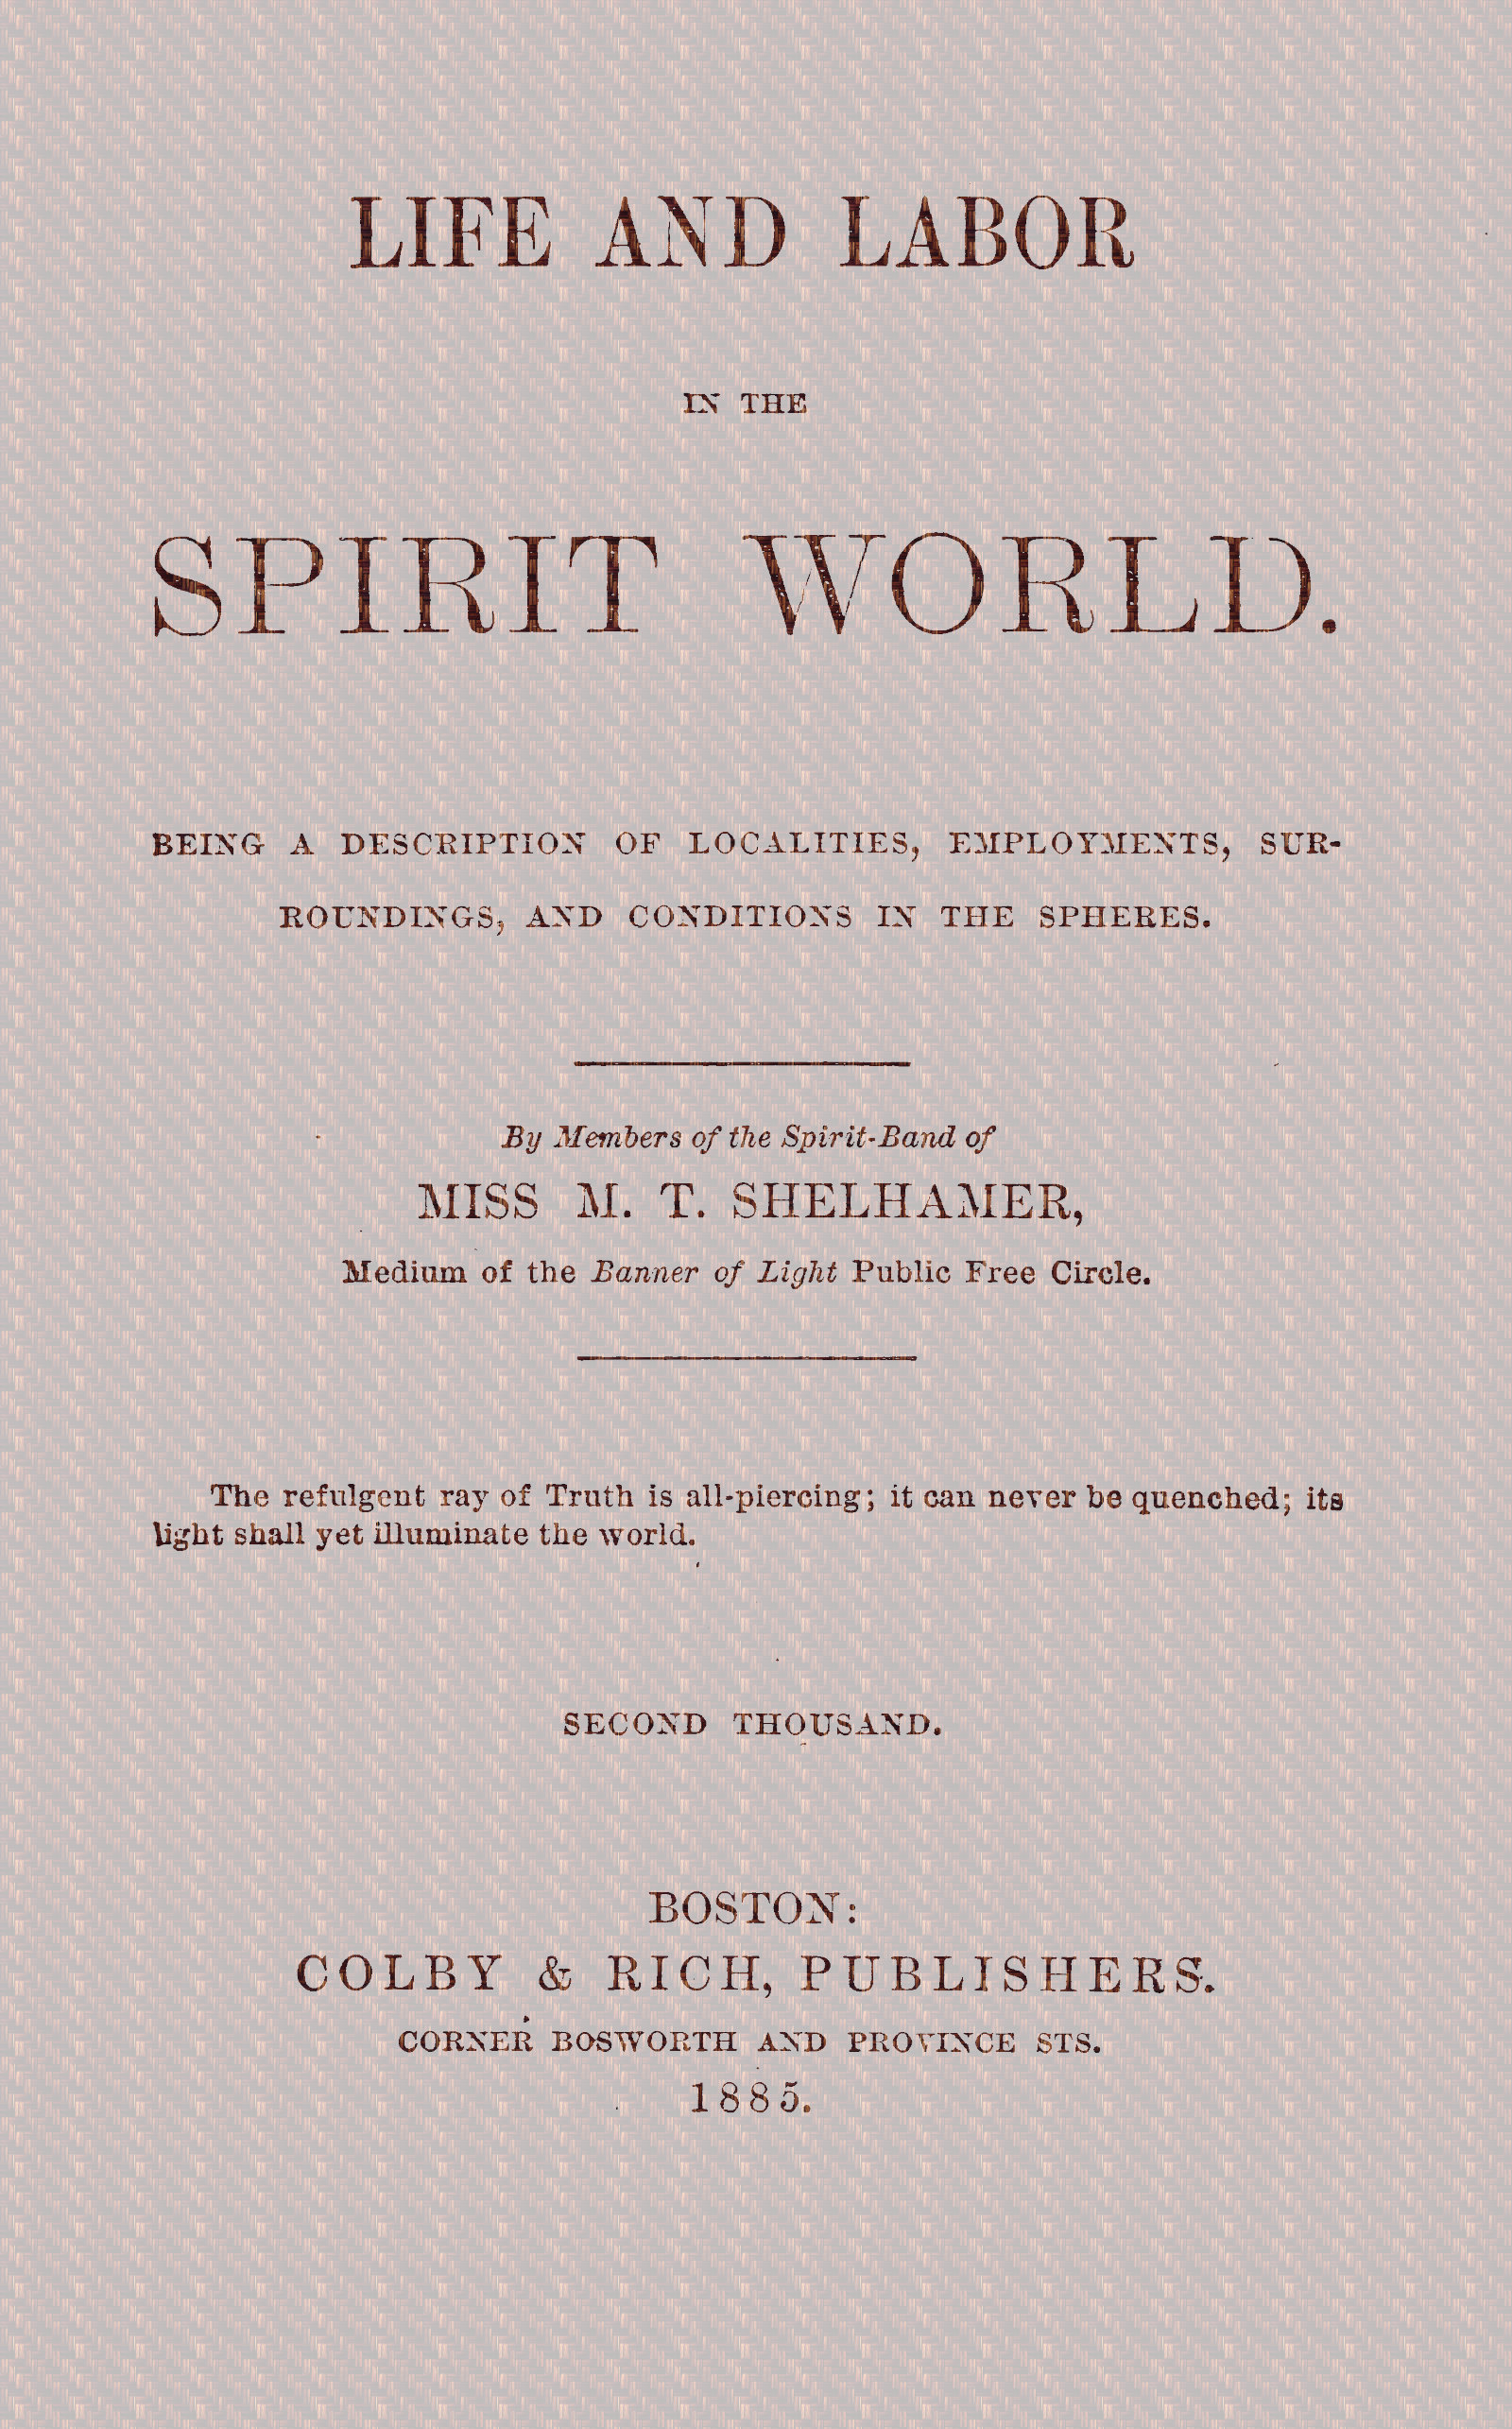 LIFE AND LABOR
IN THE
SPIRIT WORLD.
BEING A DESCRIPTION OF LOCALITIES, EMPLOYMENTS, SUR-
ROUNDINGS, AND CONDITIONS IN THE SPHERES.
By Members of the Spirit-Band of
MISS M. T. SHELHAMER,
Medium of the Banner of Light Public Free Circle.
The refulgent ray of Truth is all-piercing; it can never be quenched; its
light shall yet illuminate the world.
SECOND THOUSAND.
BOSTON:
COLBY & RICH, PUBLISHERS.
CORNER BOSWORTH AND PROVINCE STS.
1885.